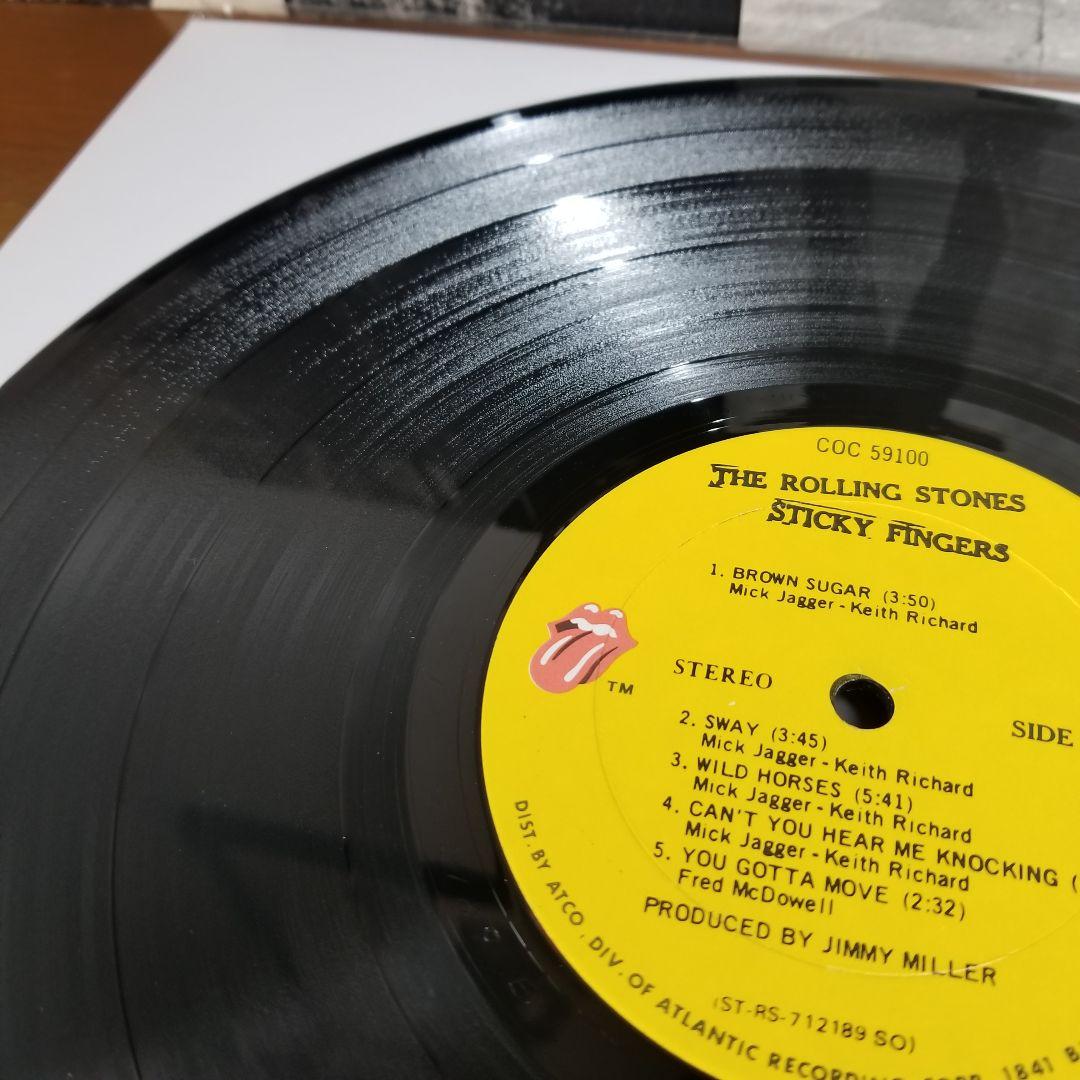 COC 59100
THE ROLLING STONES
STICKY FINGERS
1. BROWN SUGAR (3:50)
Mick Jagger-Keith Richard
TM
STEREO
SIDE
2. SWAY (3:45)
Mick Jagger-Keith Richard
3. WILD HORSES (5:41)
Mick Jagger-Keith Richard
4. CAN'T YOU HEAR ME KNOCKING (
Mick Jagger-Keith Richard
5. YOU GOTTA MOVE (2:32)
Fred McDowell
PRODUCED BY JIMMY MILLER
(ST-RS-712189 SO)
DIST. BY ATCO, DIV. OF ATLANTIC RECORDING CORP. 1841